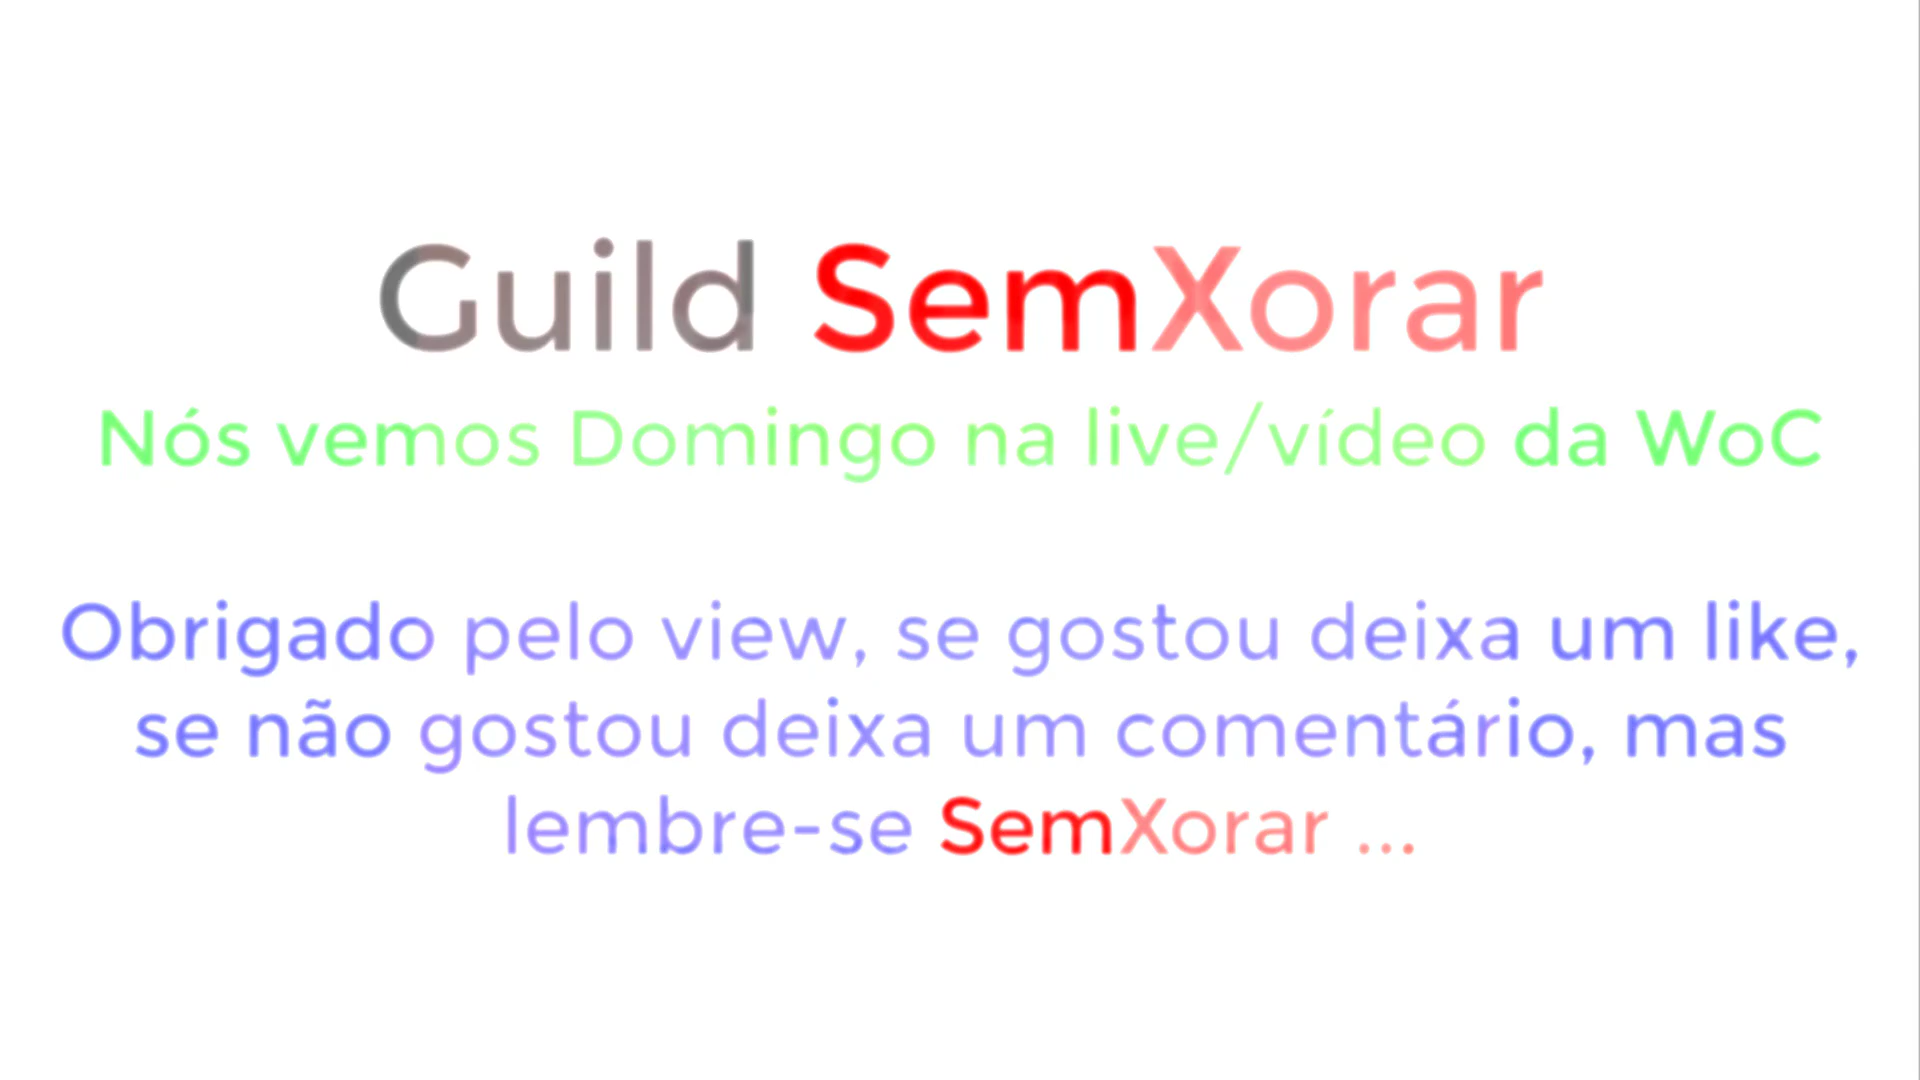 Guild SemXorar
Nós vemos Domingo na live/vídeo da WoC
Obrigado pelo view, se gostou deixa um like,
se não gostou deixa um comentário, mas
lembre-se SemXorar ...